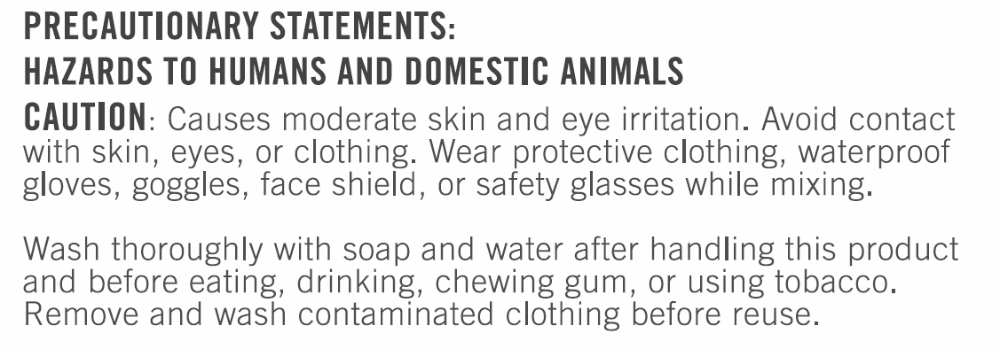 PRECAUTIONARY STATEMENTS:
HAZARDS TO HUMANS AND DOMESTIC ANIMALS
CAUTION: Causes moderate skin and eye irritation. Avoid contact
with skin, eyes, or clothing. Wear protective clothing, waterproof
gloves, goggles, face shield, or safety glasses while mixing.
Wash thoroughly with soap and water after handling this product
and before eating, drinking, chewing gum, or using tobacco.
Remove and wash contaminated clothing before reuse.